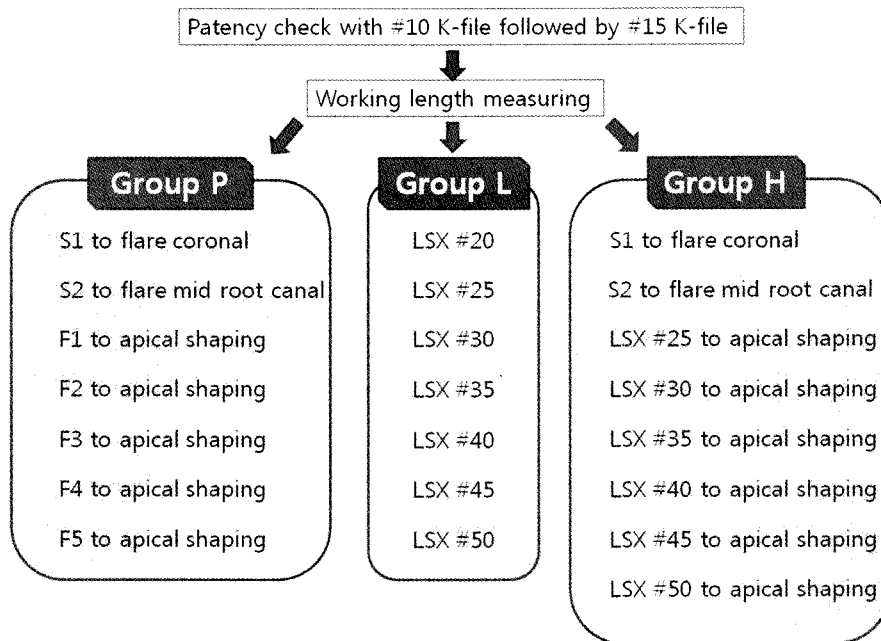 Patency check with #10 K-file followed by #15 K-file
Working length measuring
Group P
S1 to flare coronal
S2 to flare mid root canal
F1 to apical shaping
F2 to apical shaping
F3 to apical shaping
F4 to apical shaping
F5 to apical shaping
Group L
LSX #20
LSX #25
LSX #30
LSX #35
LSX #40
LSX #45
LSX #50
Group H
S1 to flare coronal
S2 to flare mid root canal
LSX #25 to apical shaping
LSX #30 to apical shaping
LSX #35 to apical shaping
LSX #40 to apical shaping
LSX #45 to apical shaping
LSX #50 to apical shaping